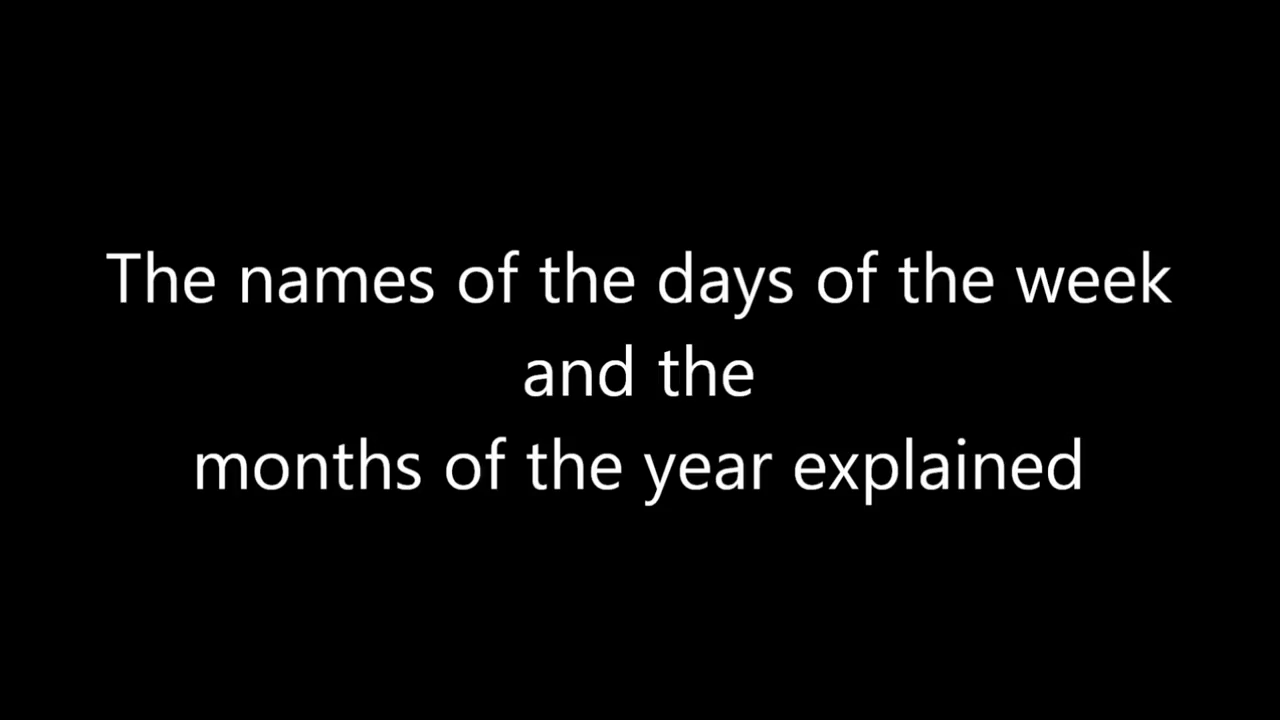 The names of the days of the week
and the
months of the year explained